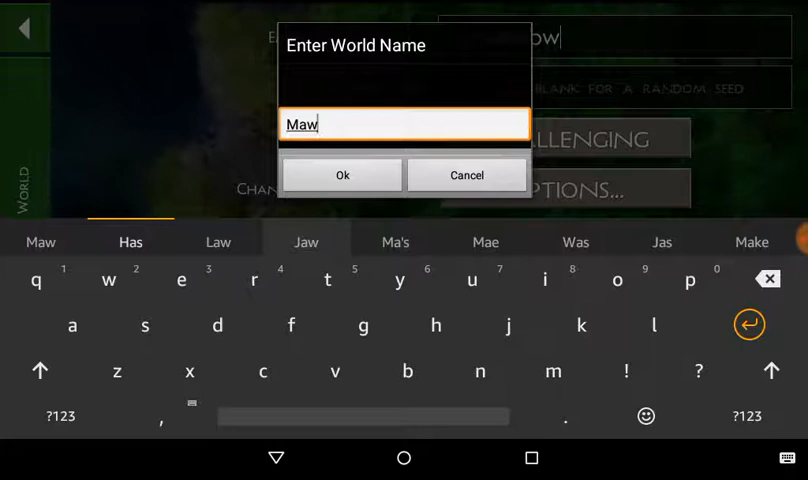 Enter World Name
ow
Maw
BLANK FOR A RANDOM SEED
Ok Cancel
ALLENGING
WORLD
CHAN
PTIONS...
Maw Has Law Jaw Ma's Mae Was Jas Make
q 1 w 2 e 3 r 4 t 5 y 6 u 7 i 8 o 9 p 0
a s d f g h j k l
z x c v b n m ! ?
?123 , . ?123